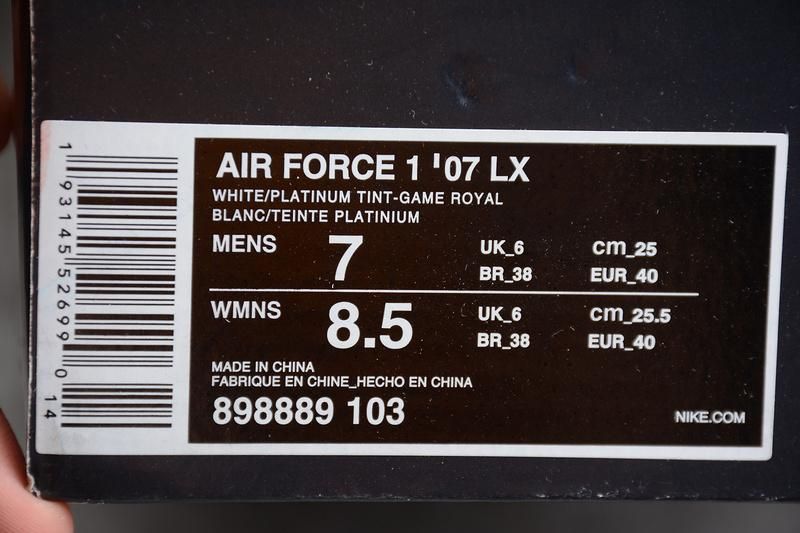 AIR FORCE 1 '07 LX
WHITE/PLATINUM TINT-GAME ROYAL
BLANC/TEINTE PLATINIUM
MENS 7 UK_6 cm_25
BR_38 EUR_40
WMNS 8.5 UK_6 cm_25.5
BR_38 EUR_40
MADE IN CHINA
FABRIQUE EN CHINE_HECHO EN CHINA
898889 103
NIKE.COM
1 93145 52699 0 14